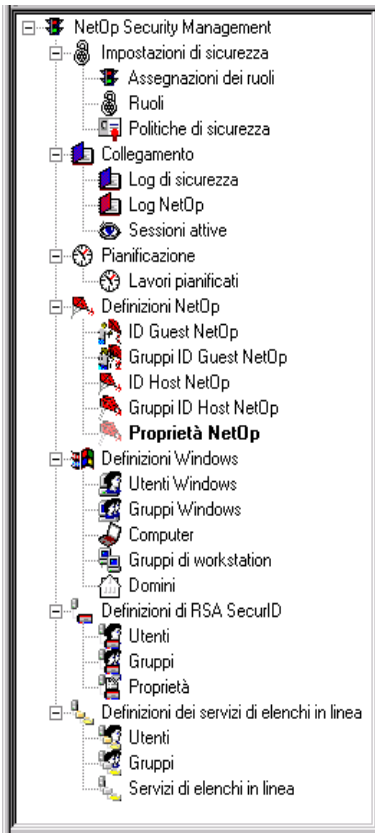 NetOp Security Management
Impostazioni di sicurezza
Assegnazioni dei ruoli
Ruoli
Politiche di sicurezza
Collegamento
Log di sicurezza
Log NetOp
Sessioni attive
Pianificazione
Lavori pianificati
Definizioni NetOp
ID Guest NetOp
Gruppi ID Guest NetOp
ID Host NetOp
Gruppi ID Host NetOp
Proprietà NetOp
Definizioni Windows
Utenti Windows
Gruppi Windows
Computer
Gruppi di workstation
Domini
Definizioni di RSA SecurID
Utenti
Gruppi
Proprietà
Definizioni dei servizi di elenchi in linea
Utenti
Gruppi
Servizi di elenchi in linea